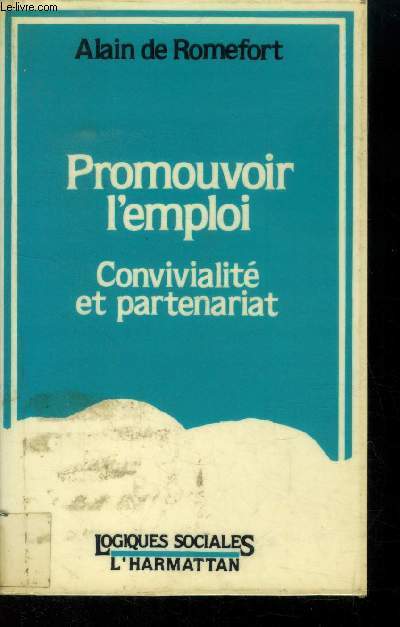 Le-livre.com
Alain de Romefort
Promouvoir
l'emploi
Convivialité
et partenariat
LOGIQUES SOCIALES
L'HARMATTAN